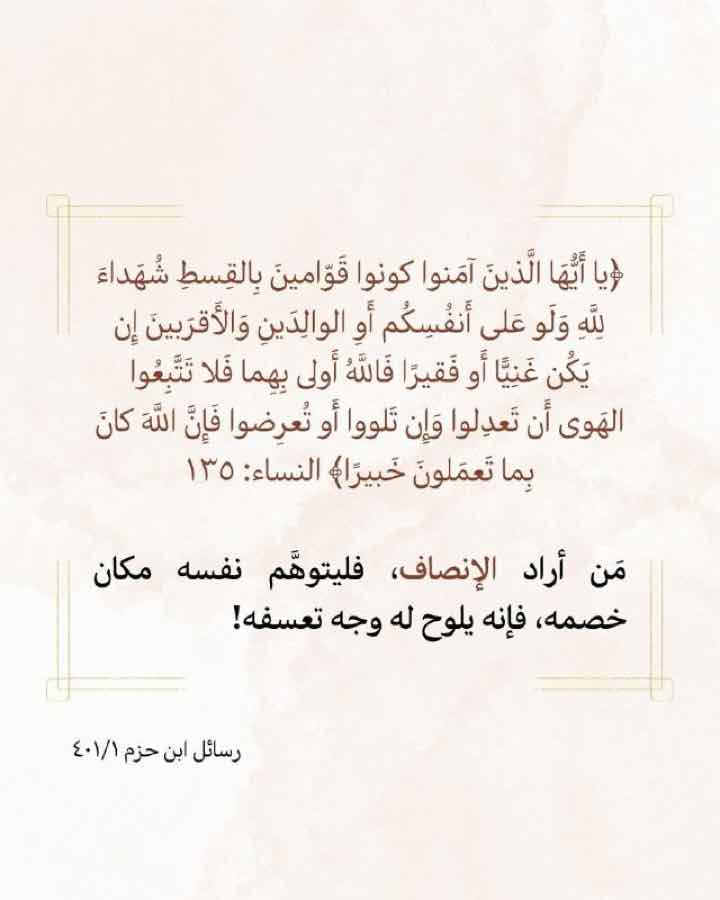 ﴿يا أَيُّهَا الَّذينَ آمَنوا كونوا قَوّامينَ بِالقِسطِ شُهَداءَ
لِلَّهِ وَلَو عَلى أَنفُسِكُم أَوِ الوالِدَينِ وَالأَقرَبينَ إِن
يَكُن غَنِيًّا أَو فَقيرًا فَاللَّهُ أَولى بِهِما فَلا تَتَّبِعُوا
الهَوى أَن تَعدِلوا وَإِن تَلووا أَو تُعرِضوا فَإِنَّ اللَّهَ كانَ
بِما تَعمَلونَ خَبيرًا﴾ النساء: ١٣٥
مَن أراد الإنصاف، فليتوهَّم نفسه مكان
خصمه، فإنه يلوح له وجه تعسفه!
رسائل ابن حزم ٤٠١/١